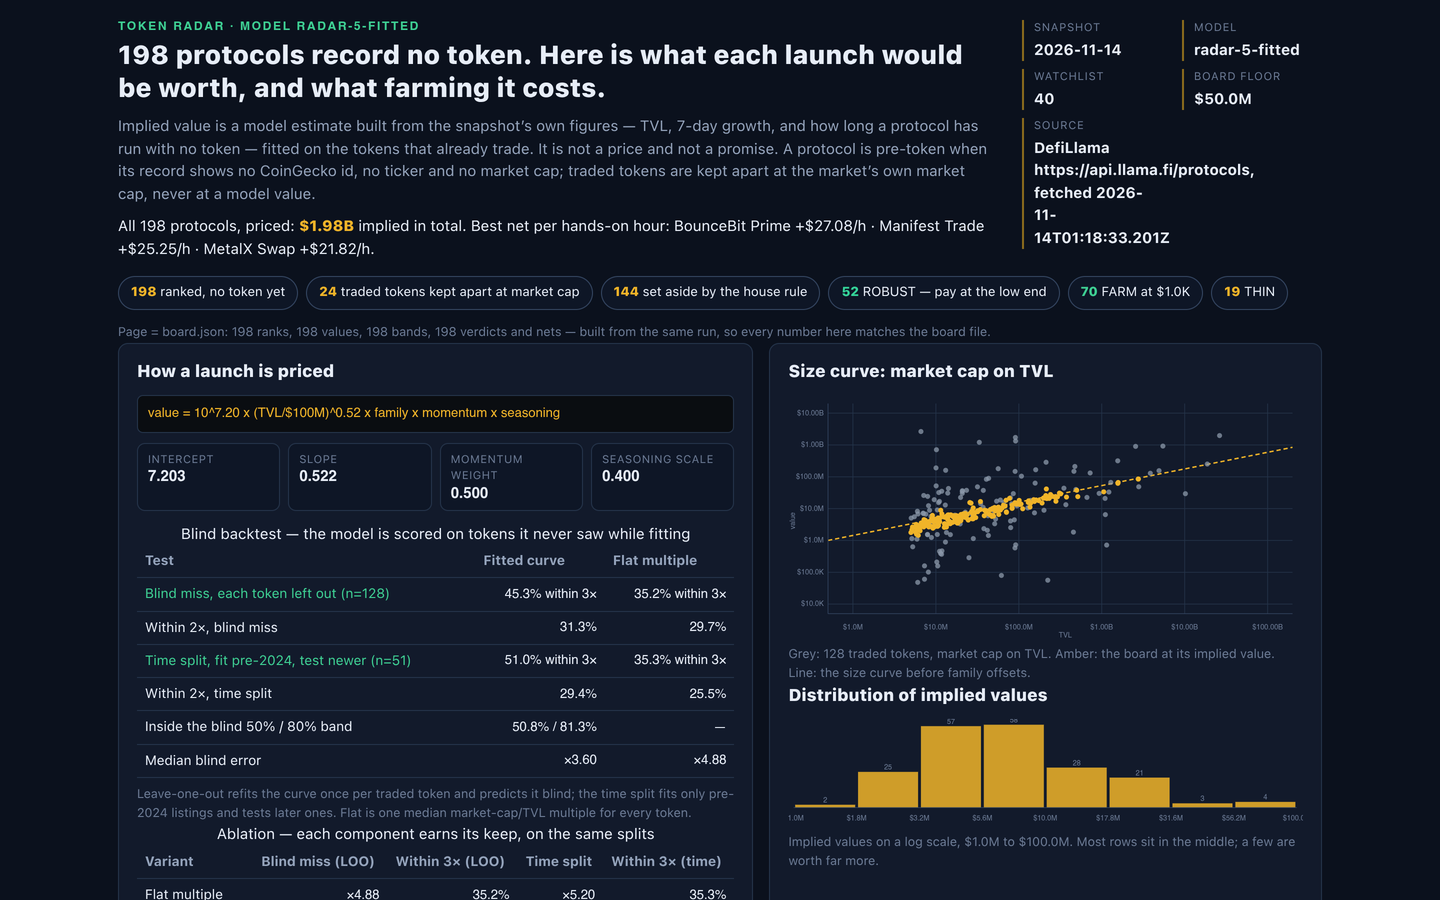 TOKEN RADAR · MODEL RADAR-5-FITTED
198 protocols record no token. Here is what each launch would
be worth, and what farming it costs.
Implied value is a model estimate built from the snapshot's own figures — TVL, 7-day growth, and how long a protocol has
run with no token — fitted on the tokens that already trade. It is not a price and not a promise. A protocol is pre-token when
its record shows no CoinGecko id, no ticker and no market cap; traded tokens are kept apart at the market's own market
cap, never at a model value.
All 198 protocols, priced: $1.98B implied in total. Best net per hands-on hour: BounceBit Prime +$27.08/h · Manifest Trade
+$25.25/h · MetalX Swap +$21.82/h.
SNAPSHOT
2026-11-14
MODEL
radar-5-fitted
WATCHLIST
40
BOARD FLOOR
$50.0M
SOURCE
DefiLlama
https://api.llama.fi/protocols,
fetched 2026-
11-
14T01:18:33.201Z
198 ranked, no token yet
24 traded tokens kept apart at market cap
144 set aside by the house rule
52 ROBUST — pay at the low end
70 FARM at $1.0K
19 THIN
Page = board.json: 198 ranks, 198 values, 198 bands, 198 verdicts and nets — built from the same run, so every number here matches the board file.
How a launch is priced
value = 10^7.20 x (TVL/$100M)^0.52 x family x momentum x seasoning
INTERCEPT
7.203
SLOPE
0.522
MOMENTUM
WEIGHT
0.500
SEASONING SCALE
0.400
Blind backtest — the model is scored on tokens it never saw while fitting
Test Fitted curve Flat multiple
Blind miss, each token left out (n=128) 45.3% within 3× 35.2% within 3×
Within 2×, blind miss 31.3% 29.7%
Time split, fit pre-2024, test newer (n=51) 51.0% within 3× 35.3% within 3×
Within 2×, time split 29.4% 25.5%
Inside the blind 50% / 80% band 50.8% / 81.3% —
Median blind error ×3.60 ×4.88
Leave-one-out refits the curve once per traded token and predicts it blind; the time split fits only pre-
2024 listings and tests later ones. Flat is one median market-cap/TVL multiple for every token.
Ablation — each component earns its keep, on the same splits
Variant Blind miss (LOO) Within 3× (LOO) Time split Within 3× (time)
Flat multiple ×4.88 35.2% ×5.20 35.3%
Size curve: market cap on TVL
$10.00B
$1.00B
$100.0M
$10.0M
$1.0M
$100.0K
$10.0K
value
$1.0M $10.0M $100.0M $1.00B $10.00B $100.00B
TVL
Grey: 128 traded tokens, market cap on TVL. Amber: the board at its implied value.
Line: the size curve before family offsets.
Distribution of implied values
2 25 57 58 28 21 3 4
1.0M $1.8M $3.2M $5.6M $10.0M $17.8M $31.6M $56.2M $100.0
Implied values on a log scale, $1.0M to $100.0M. Most rows sit in the middle; a few are
worth far more.